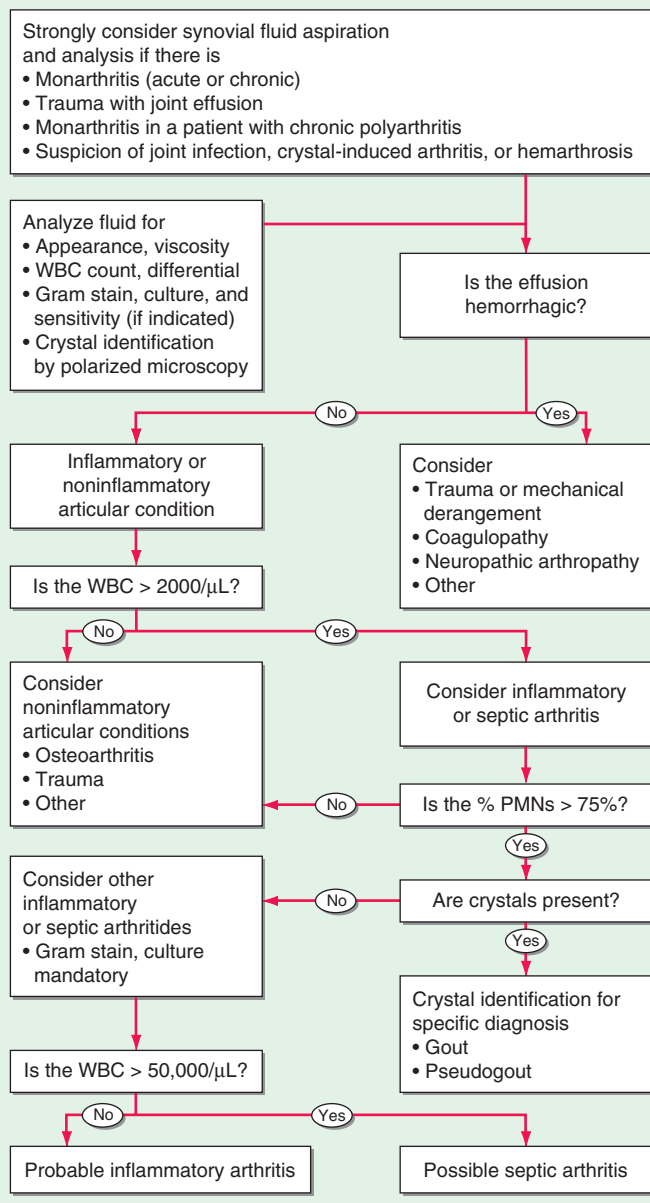 Strongly consider synovial fluid aspiration
and analysis if there is
• Monarthritis (acute or chronic)
• Trauma with joint effusion
• Monarthritis in a patient with chronic polyarthritis
• Suspicion of joint infection, crystal-induced arthritis, or hemarthrosis
Analyze fluid for
• Appearance, viscosity
• WBC count, differential
• Gram stain, culture, and
sensitivity (if indicated)
• Crystal identification
by polarized microscopy
Is the effusion
hemorrhagic?
No
Yes
Inflammatory or
noninflammatory
articular condition
Consider
• Trauma or mechanical
derangement
• Coagulopathy
• Neuropathic arthropathy
• Other
Is the WBC > 2000/μL?
No
Yes
Consider
noninflammatory
articular conditions
• Osteoarthritis
• Trauma
• Other
Consider inflammatory
or septic arthritis
No
Is the % PMNs > 75%?
Yes
Consider other
inflammatory
or septic arthritides
• Gram stain, culture
mandatory
No
Are crystals present?
Yes
Crystal identification for
specific diagnosis
• Gout
• Pseudogout
Is the WBC > 50,000/μL?
No
Yes
Probable inflammatory arthritis
Possible septic arthritis